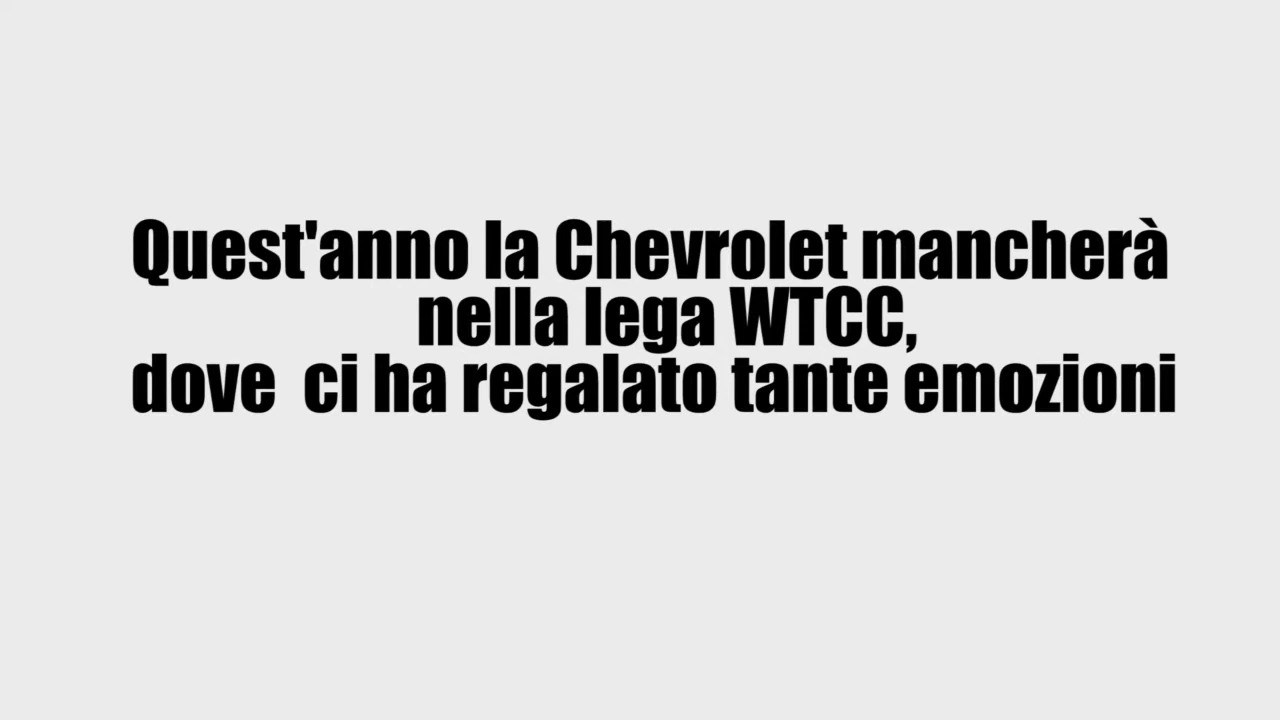 Quest'anno la Chevrolet mancherà
nella lega WTCC,
dove  ci ha regalato tante emozioni